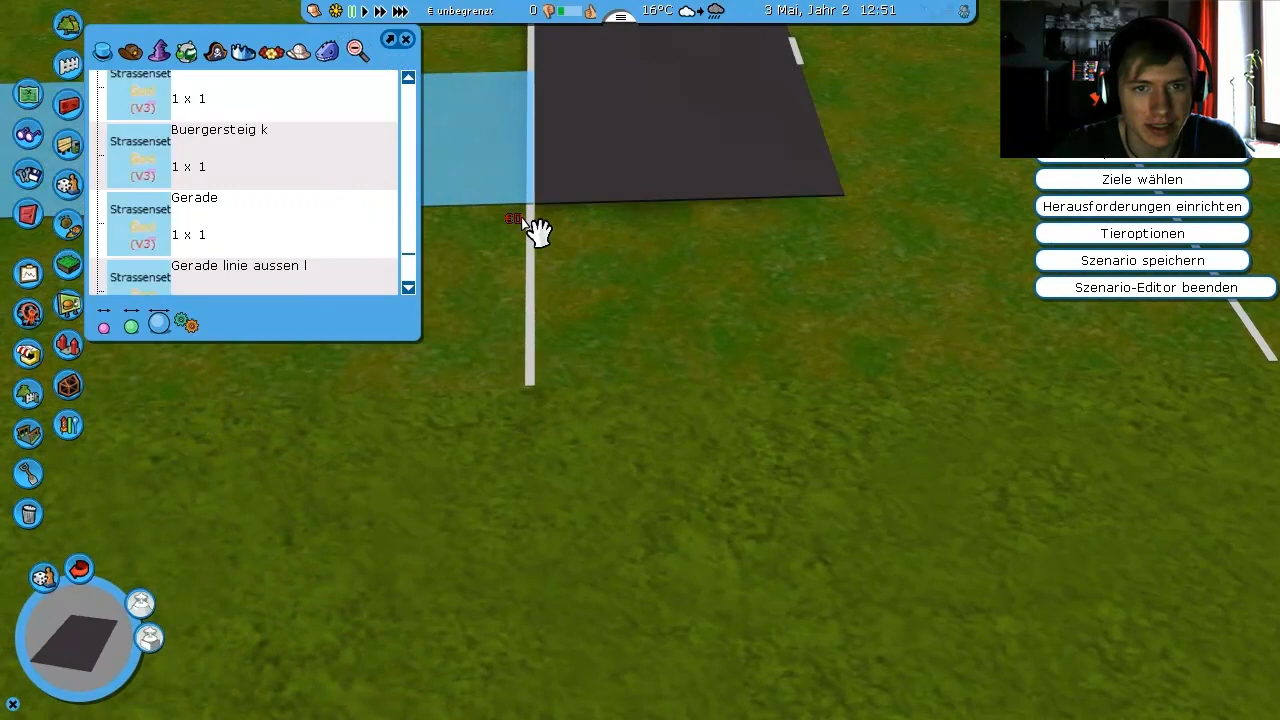 € unbegrenzt
0
16°C
3 Mai, Jahr 2
12:51
Strassenset
(V3)
1 x 1
Buergersteig k
Strassenset
(V3)
1 x 1
Gerade
Strassenset
(V3)
1 x 1
Gerade linie aussen l
Strassenset
Ziele wählen
Herausforderungen einrichten
Tieroptionen
Szenario speichern
Szenario-Editor beenden